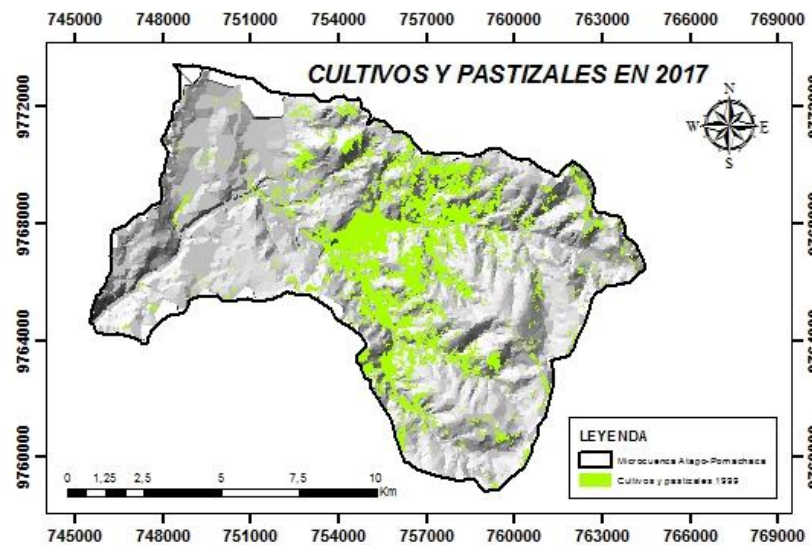 745000 748000 751000 754000 757000 760000 763000 766000 769000
CULTIVOS Y PASTIZALES EN 2017
N
W E
S
9772000
9768000
9764000
9760000
LEYENDA
Microcuenca Atapo-Pomachaca
Cultivos y pastizales 1999
0 1,25 2,5 5 7,5 10
Km
745000 748000 751000 754000 757000 760000 763000 766000 769000